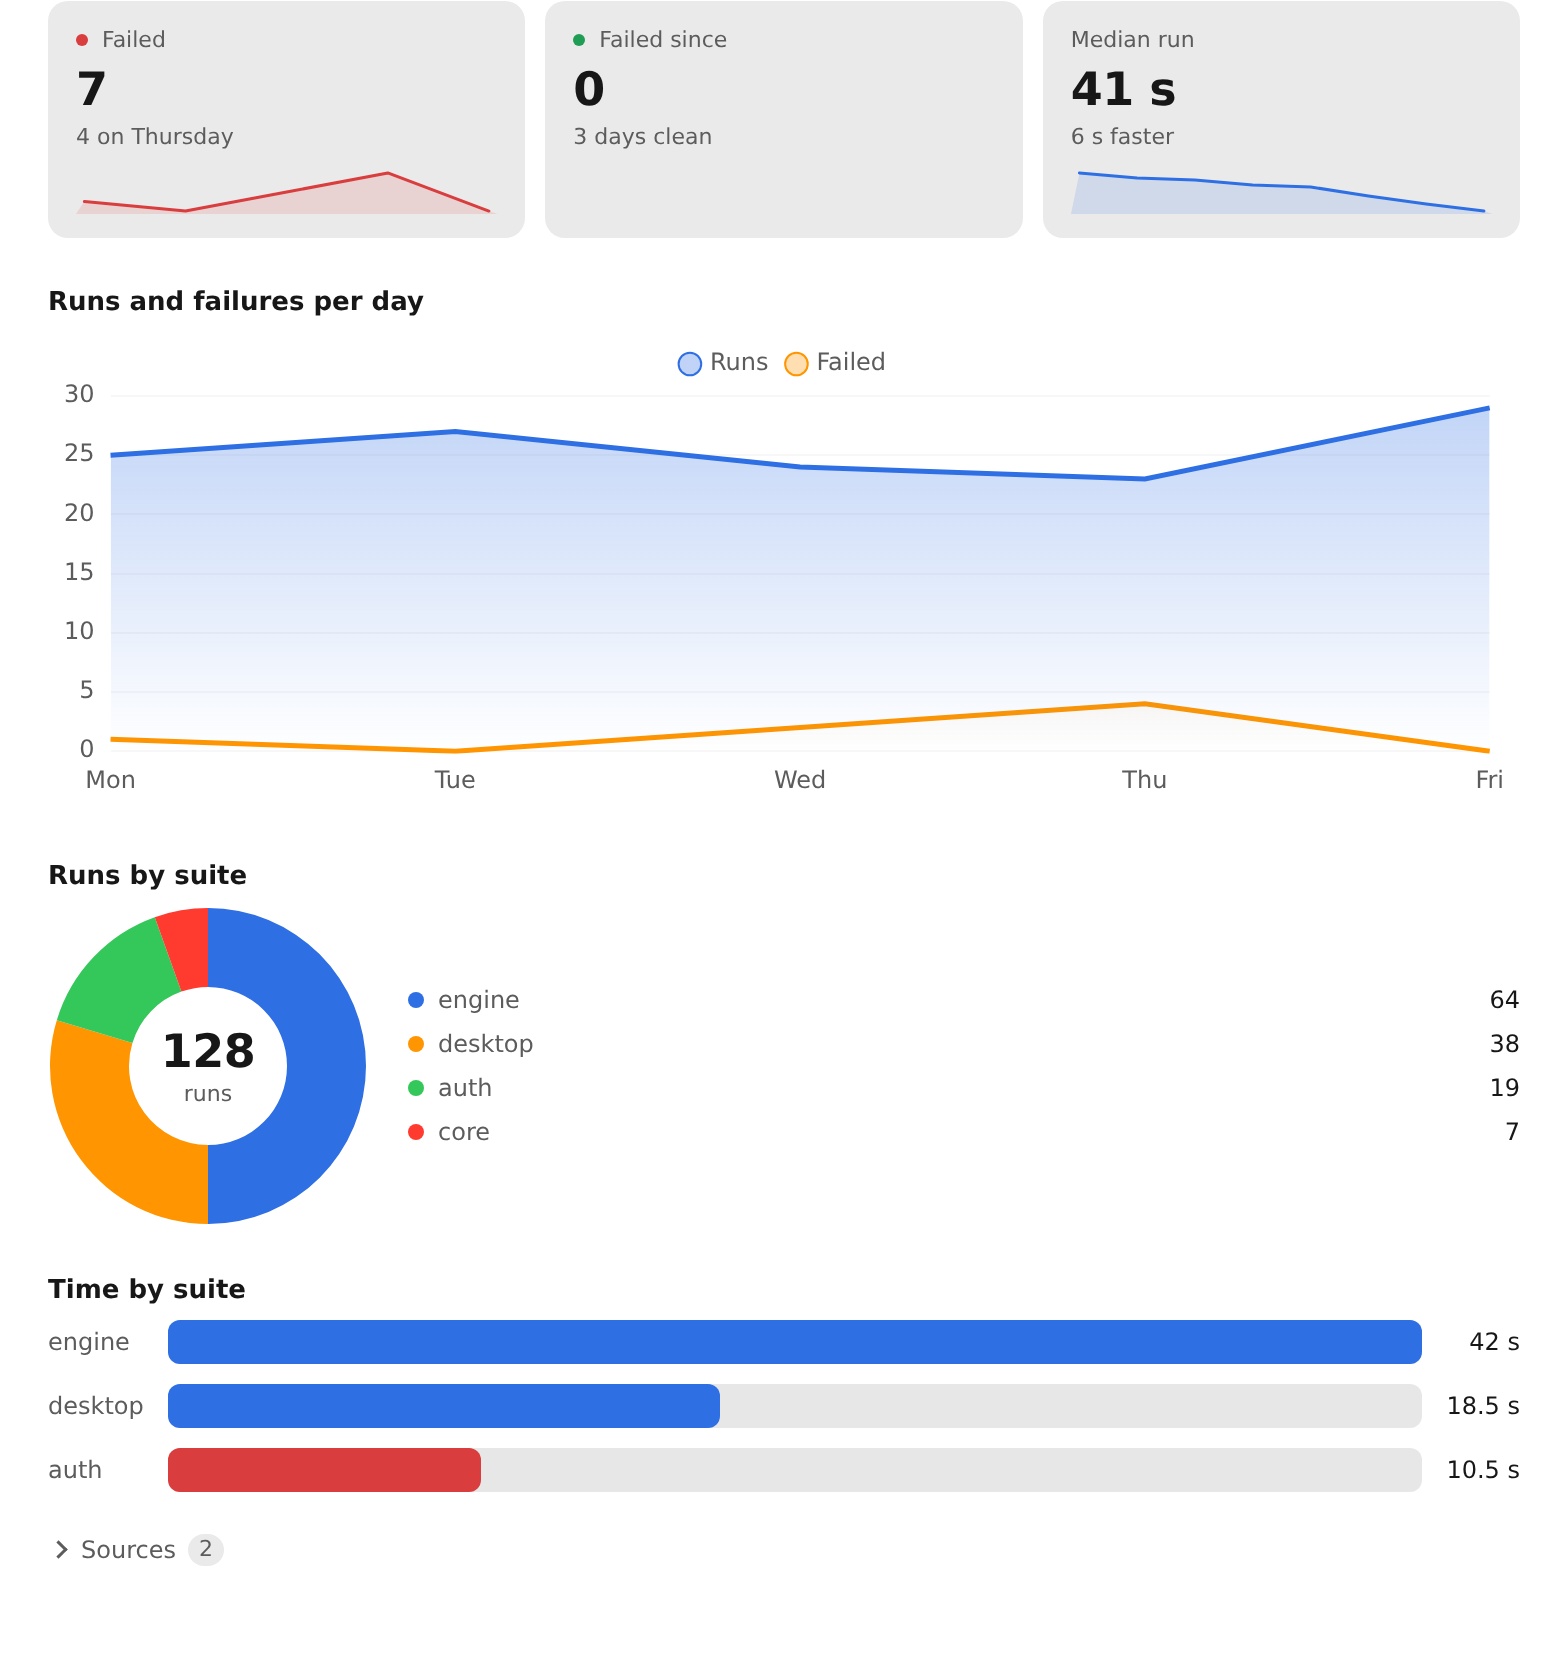 Failed
7
4 on Thursday
Failed since
0
3 days clean
Median run
41 s
6 s faster
Runs and failures per day
Runs Failed
30
25
20
15
10
5
0
Mon Tue Wed Thu Fri
Runs by suite
128
runs
engine 64
desktop 38
auth 19
core 7
Time by suite
engine 42 s
desktop 18.5 s
auth 10.5 s
Sources 2